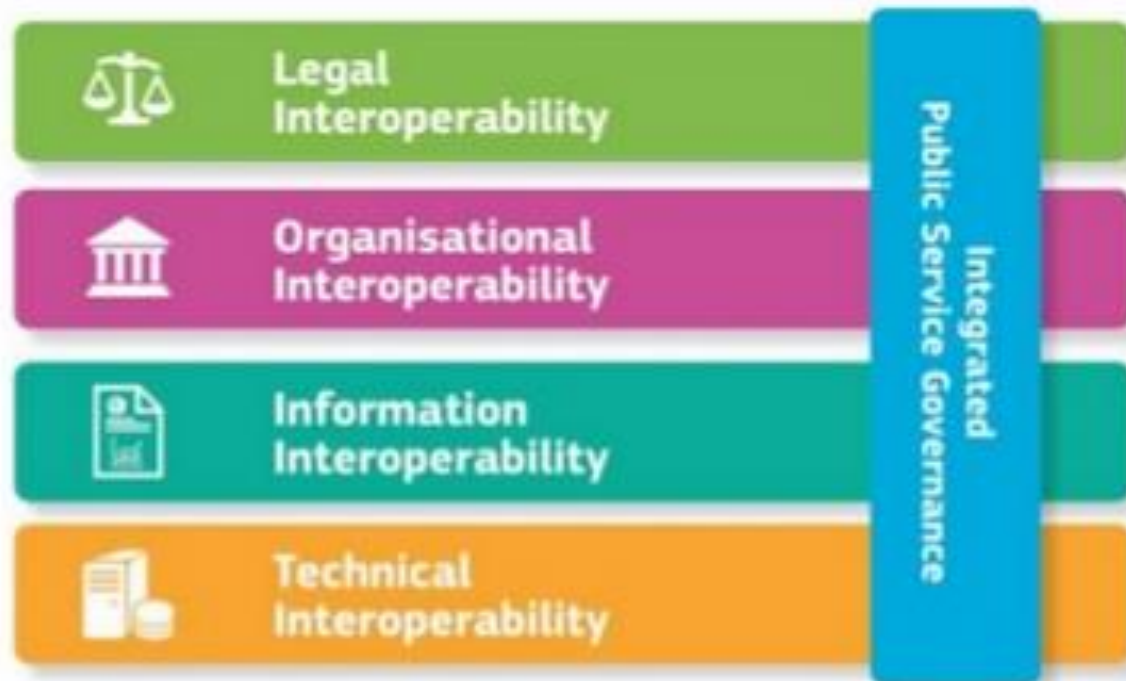 Legal
Interoperability
Organisational
Interoperability
Information
Interoperability
Technical
Interoperability
Integrated
Public Service Governance